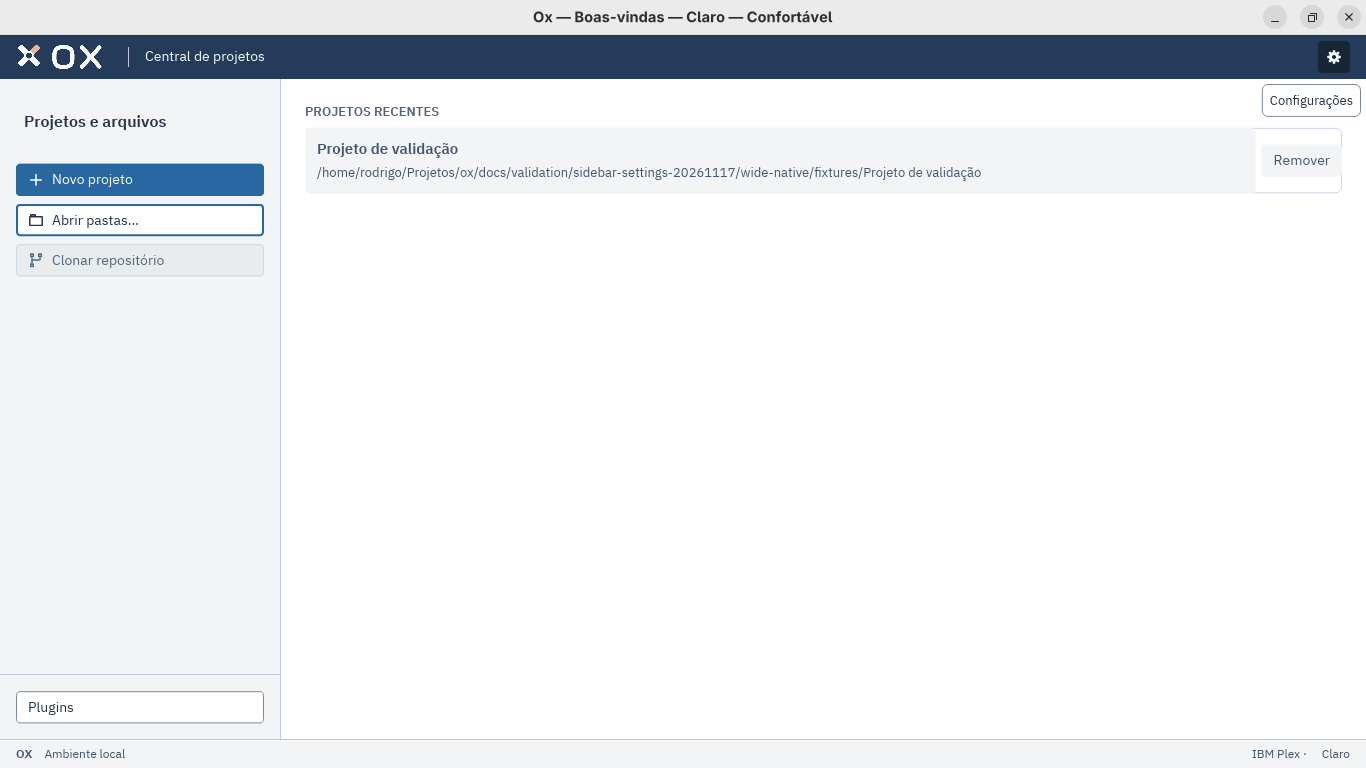 Ox — Boas-vindas — Claro — Confortável
OX Central de projetos
Configurações
Projetos e arquivos
Novo projeto
Abrir pastas...
Clonar repositório
Plugins
PROJETOS RECENTES
Projeto de validação
/home/rodrigo/Projetos/ox/docs/validation/sidebar-settings-20261117/wide-native/fixtures/Projeto de validação
Remover
OX Ambiente local
IBM Plex · Claro